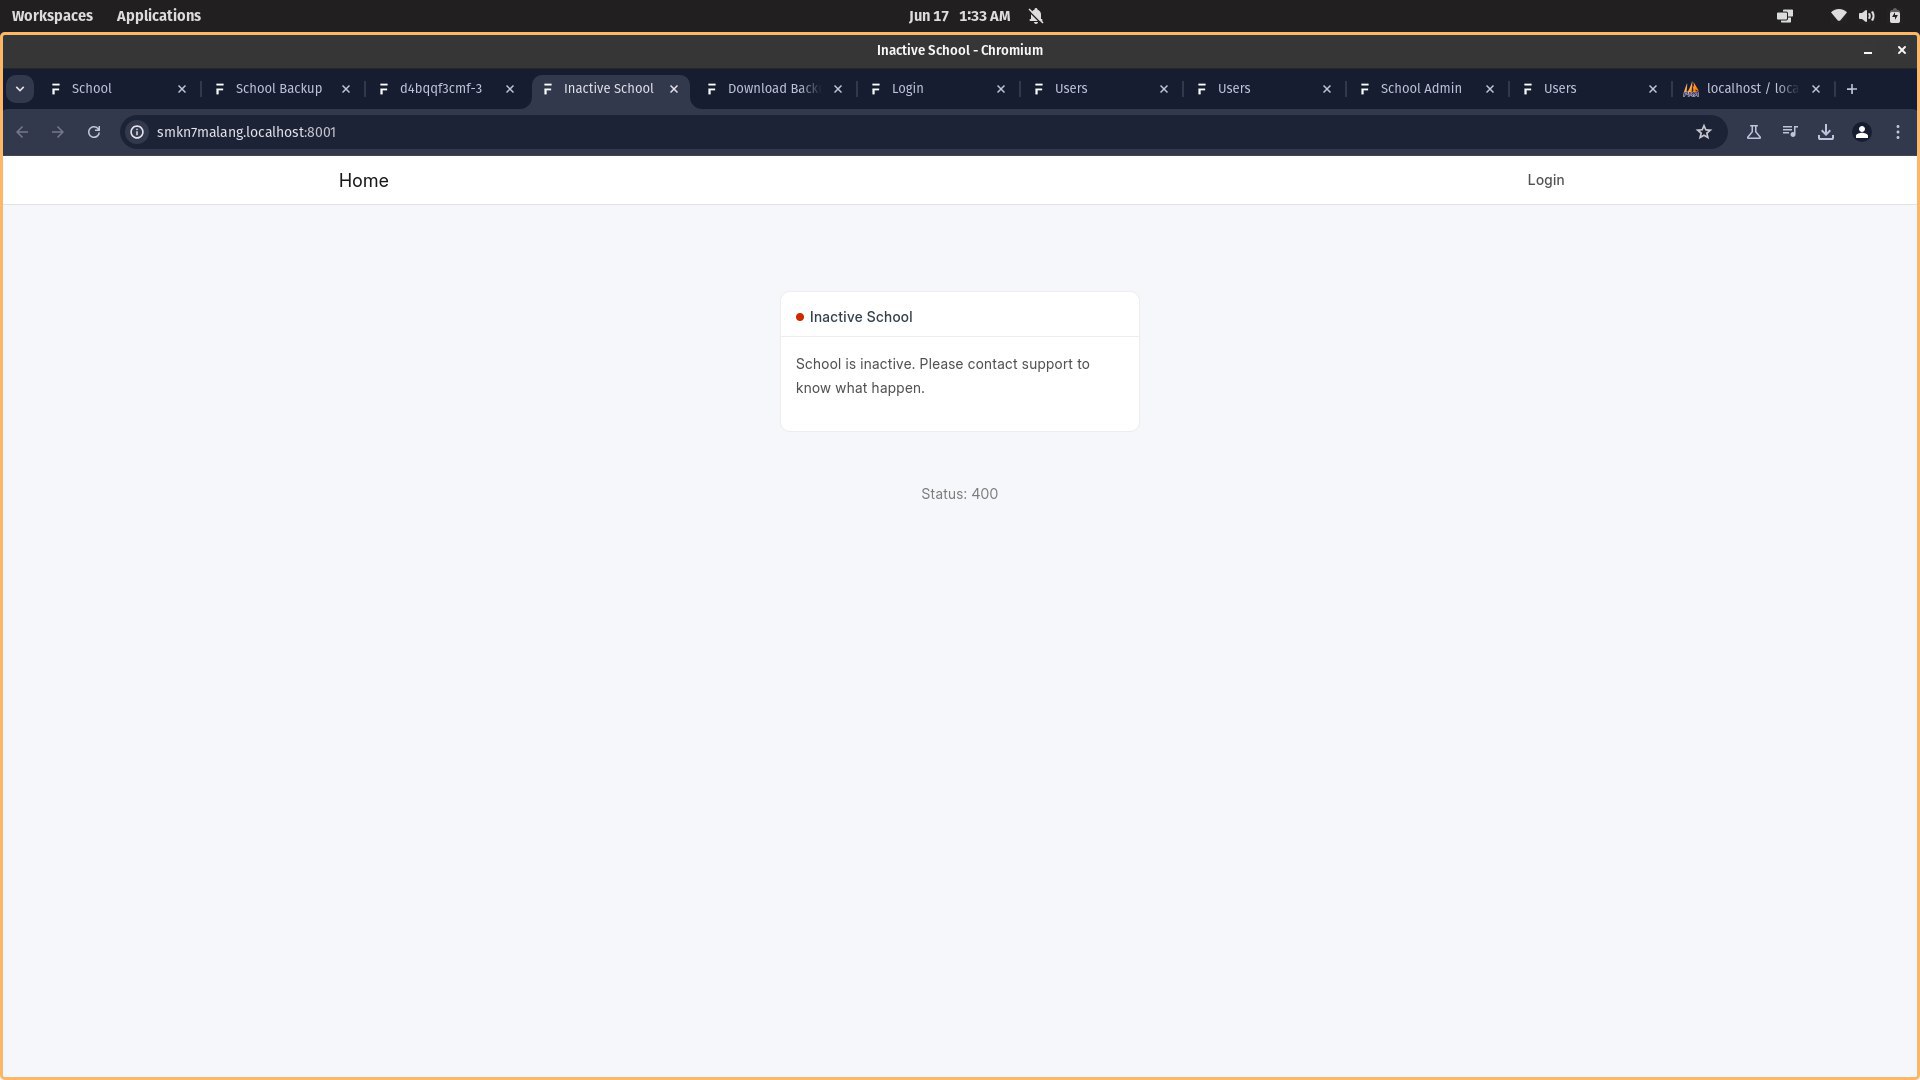 Workspaces Applications Jun 17 1:33 AM
Inactive School - Chromium
School School Backup d4bqqf3cmf-3 Inactive School Download Back Login Users Users School Admin Users localhost / loca
smkn7malang.localhost:8001
Home Login
Inactive School
School is inactive. Please contact support to
know what happen.
Status: 400